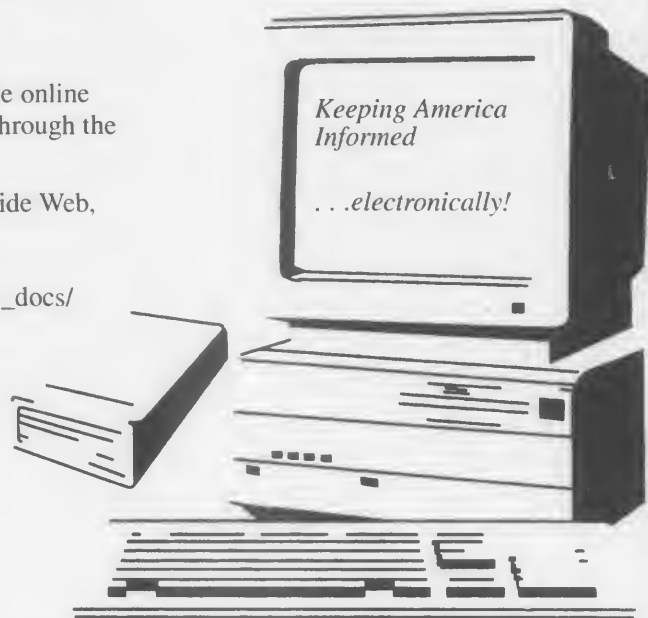 e online
hrough the
ide Web,
_docs/
Keeping America
Informed
. . .electronically!